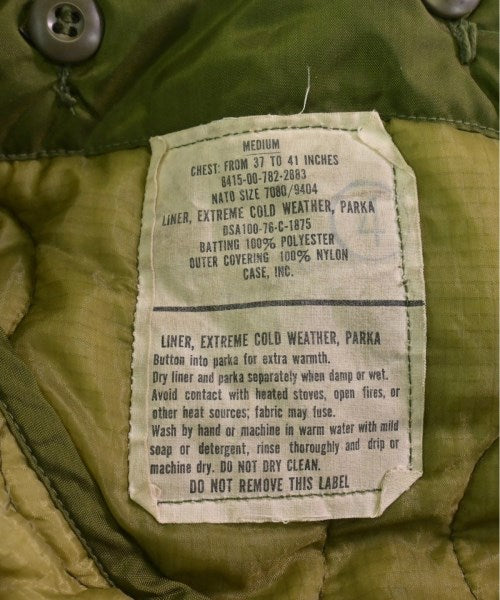 MEDIUM
CHEST: FROM 37 TO 41 INCHES
8415-00-782-2883
NATO SIZE 7080/9404
LINER, EXTREME COLD WEATHER, PARKA
DSA100-76-C-1875
BATTING 100% POLYESTER
OUTER COVERING 100% NYLON
CASE, INC.
LINER, EXTREME COLD WEATHER, PARKA
Button into parka for extra warmth.
Dry liner and parka separately when damp or wet.
Avoid contact with heated stoves, open fires, or
other heat sources; fabric may fuse.
Wash by hand or machine in warm water with mild
soap or detergent, rinse thoroughly and drip or
machine dry. DO NOT DRY CLEAN.
DO NOT REMOVE THIS LABEL